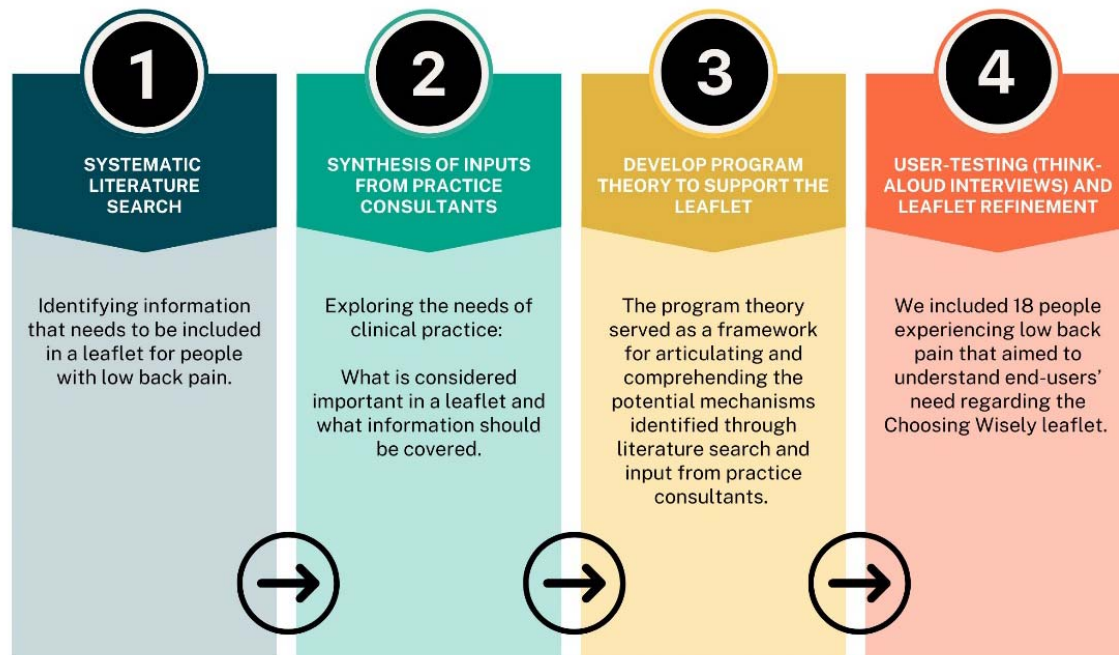 1
SYSTEMATIC
LITERATURE
SEARCH
Identifying information
that needs to be included
in a leaflet for people
with low back pain.
2
SYNTHESIS OF INPUTS
FROM PRACTICE
CONSULTANTS
Exploring the needs of
clinical practice:
What is considered
important in a leaflet and
what information should
be covered.
3
DEVELOP PROGRAM
THEORY TO SUPPORT THE
LEAFLET
The program theory
served as a framework
for articulating and
comprehending the
potential mechanisms
identified through
literature search and
input from practice
consultants.
4
USER-TESTING (THINK-
ALOUD INTERVIEWS) AND
LEAFLET REFINEMENT
We included 18 people
experiencing low back
pain that aimed to
understand end-users'
need regarding the
Choosing Wisely leaflet.